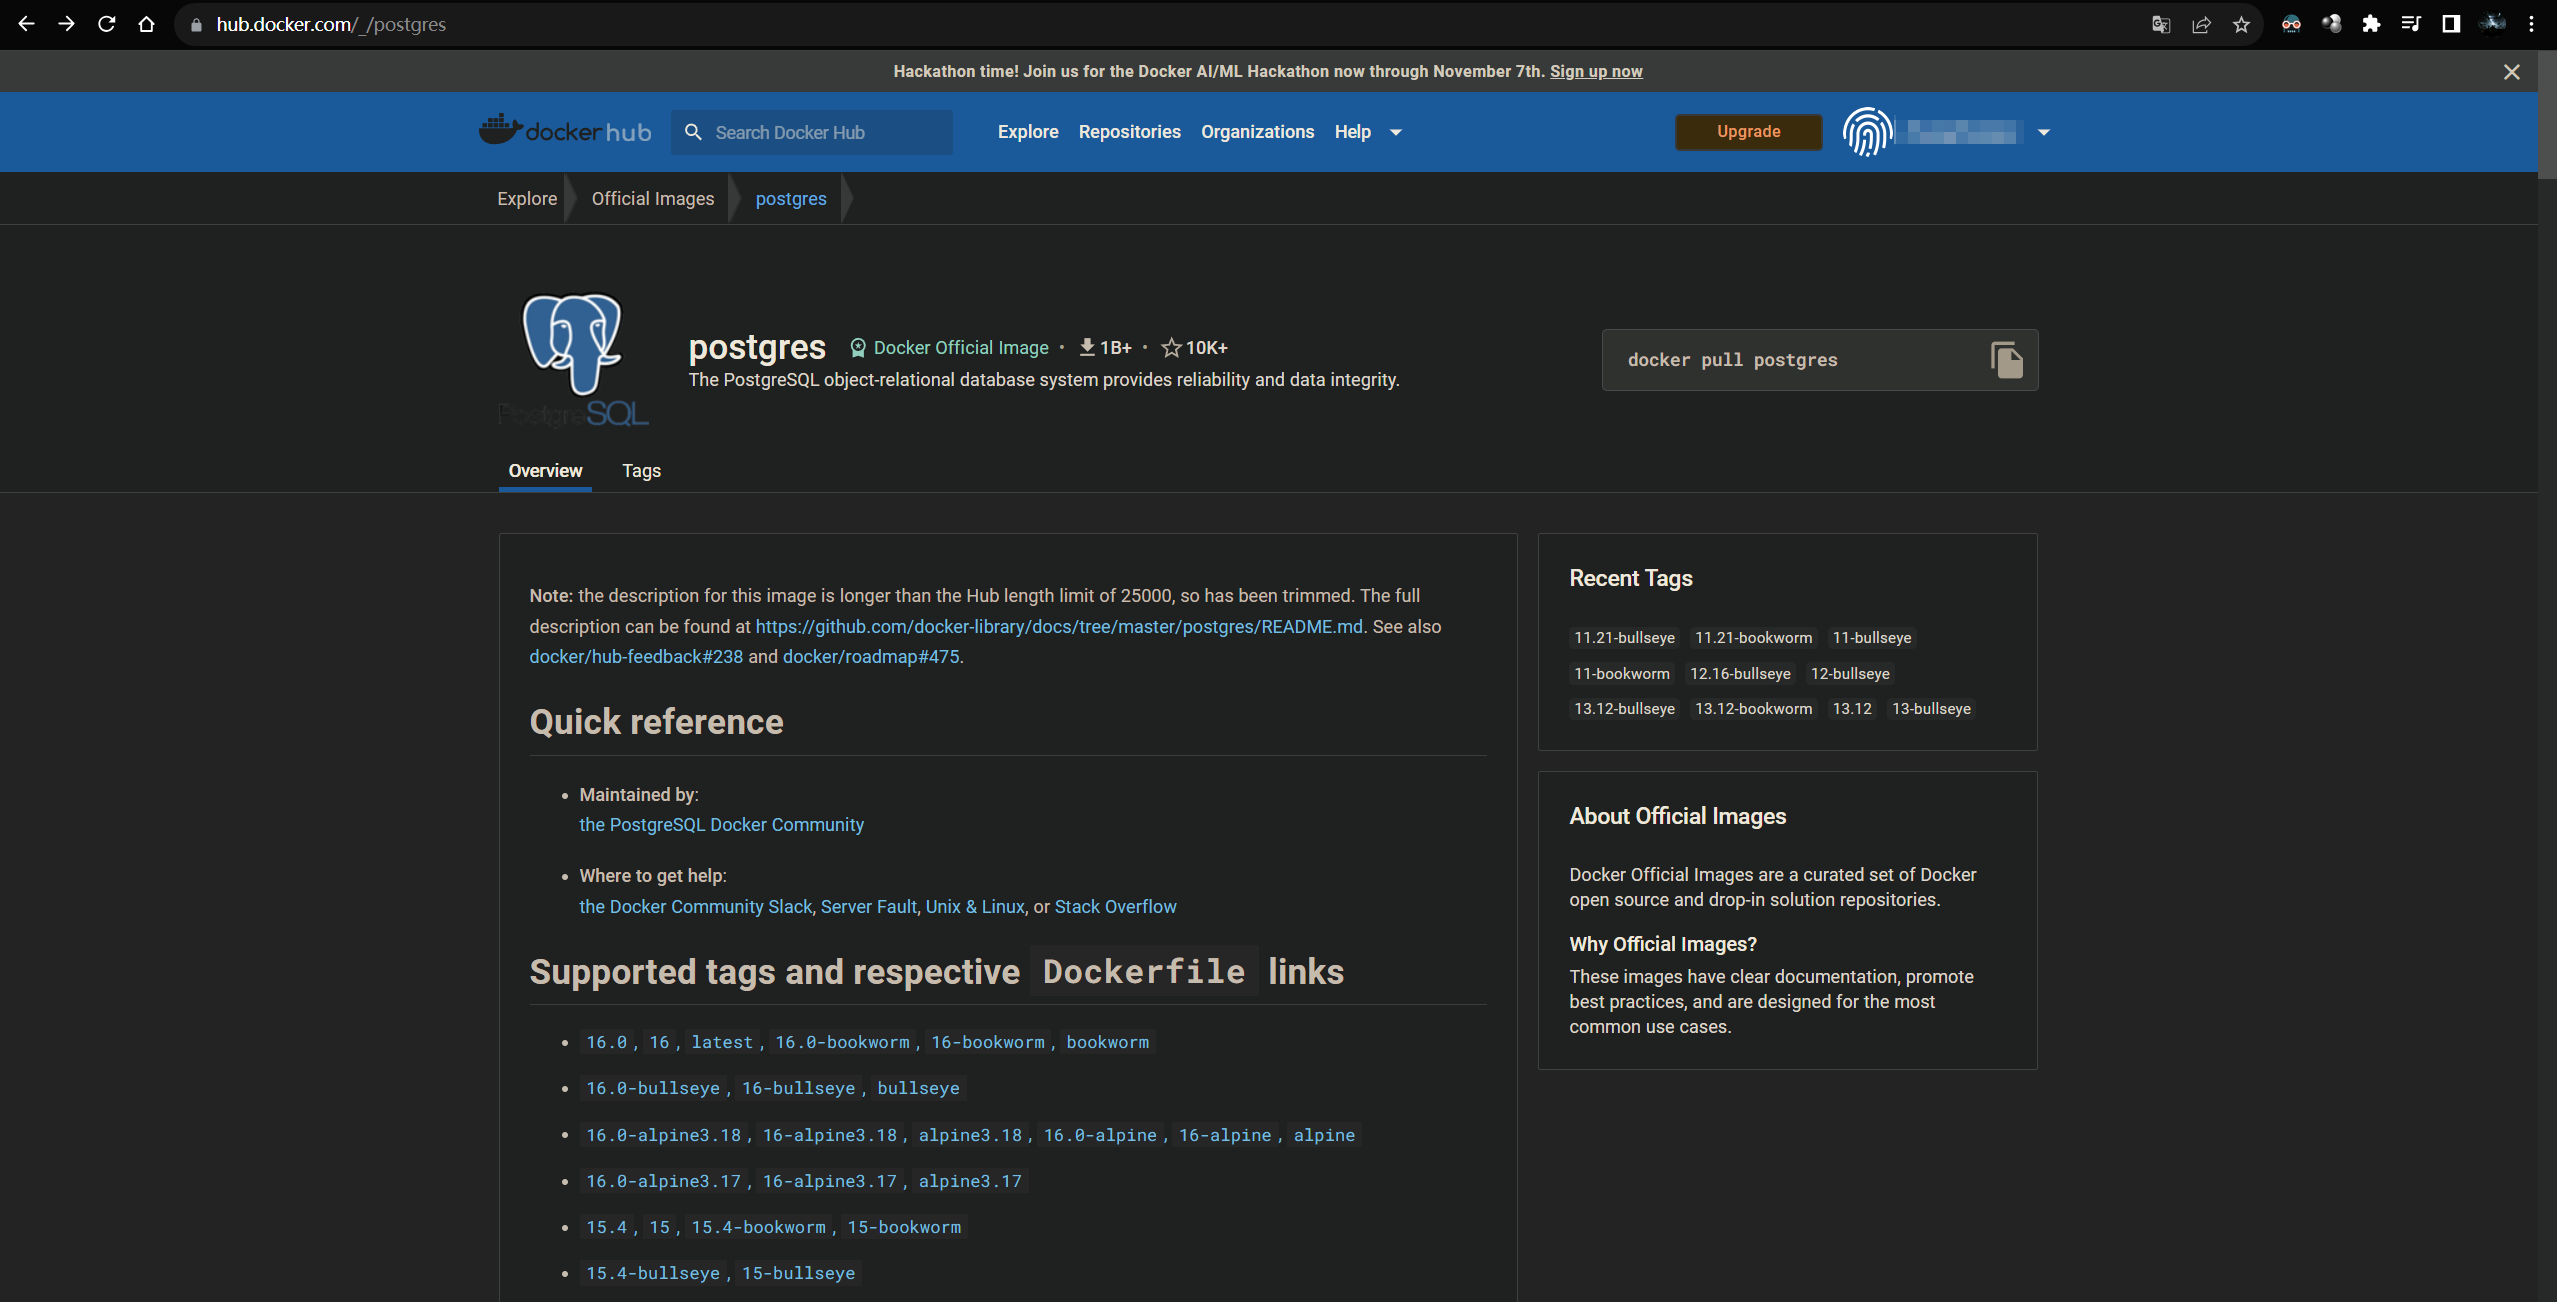 hub.docker.com/_/postgres
Hackathon time! Join us for the Docker AI/ML Hackathon now through November 7th. Sign up now
docker hub
Search Docker Hub
Explore
Repositories
Organizations
Help
Upgrade
Explore
Official Images
postgres
PostgreSQL
postgres
Docker Official Image • 1B+ • 10K+
The PostgreSQL object-relational database system provides reliability and data integrity.
docker pull postgres
Overview
Tags
Note: the description for this image is longer than the Hub length limit of 25000, so has been trimmed. The full
description can be found at https://github.com/docker-library/docs/tree/master/postgres/README.md. See also
docker/hub-feedback#238 and docker/roadmap#475.
Quick reference
• Maintained by:
the PostgreSQL Docker Community
• Where to get help:
the Docker Community Slack, Server Fault, Unix & Linux, or Stack Overflow
Supported tags and respective Dockerfile links
• 16.0, 16, latest, 16.0-bookworm, 16-bookworm, bookworm
• 16.0-bullseye, 16-bullseye, bullseye
• 16.0-alpine3.18, 16-alpine3.18, alpine3.18, 16.0-alpine, 16-alpine, alpine
• 16.0-alpine3.17, 16-alpine3.17, alpine3.17
• 15.4, 15, 15.4-bookworm, 15-bookworm
• 15.4-bullseye, 15-bullseye
Recent Tags
11.21-bullseye 11.21-bookworm 11-bullseye
11-bookworm 12.16-bullseye 12-bullseye
13.12-bullseye 13.12-bookworm 13.12 13-bullseye
About Official Images
Docker Official Images are a curated set of Docker
open source and drop-in solution repositories.
Why Official Images?
These images have clear documentation, promote
best practices, and are designed for the most
common use cases.